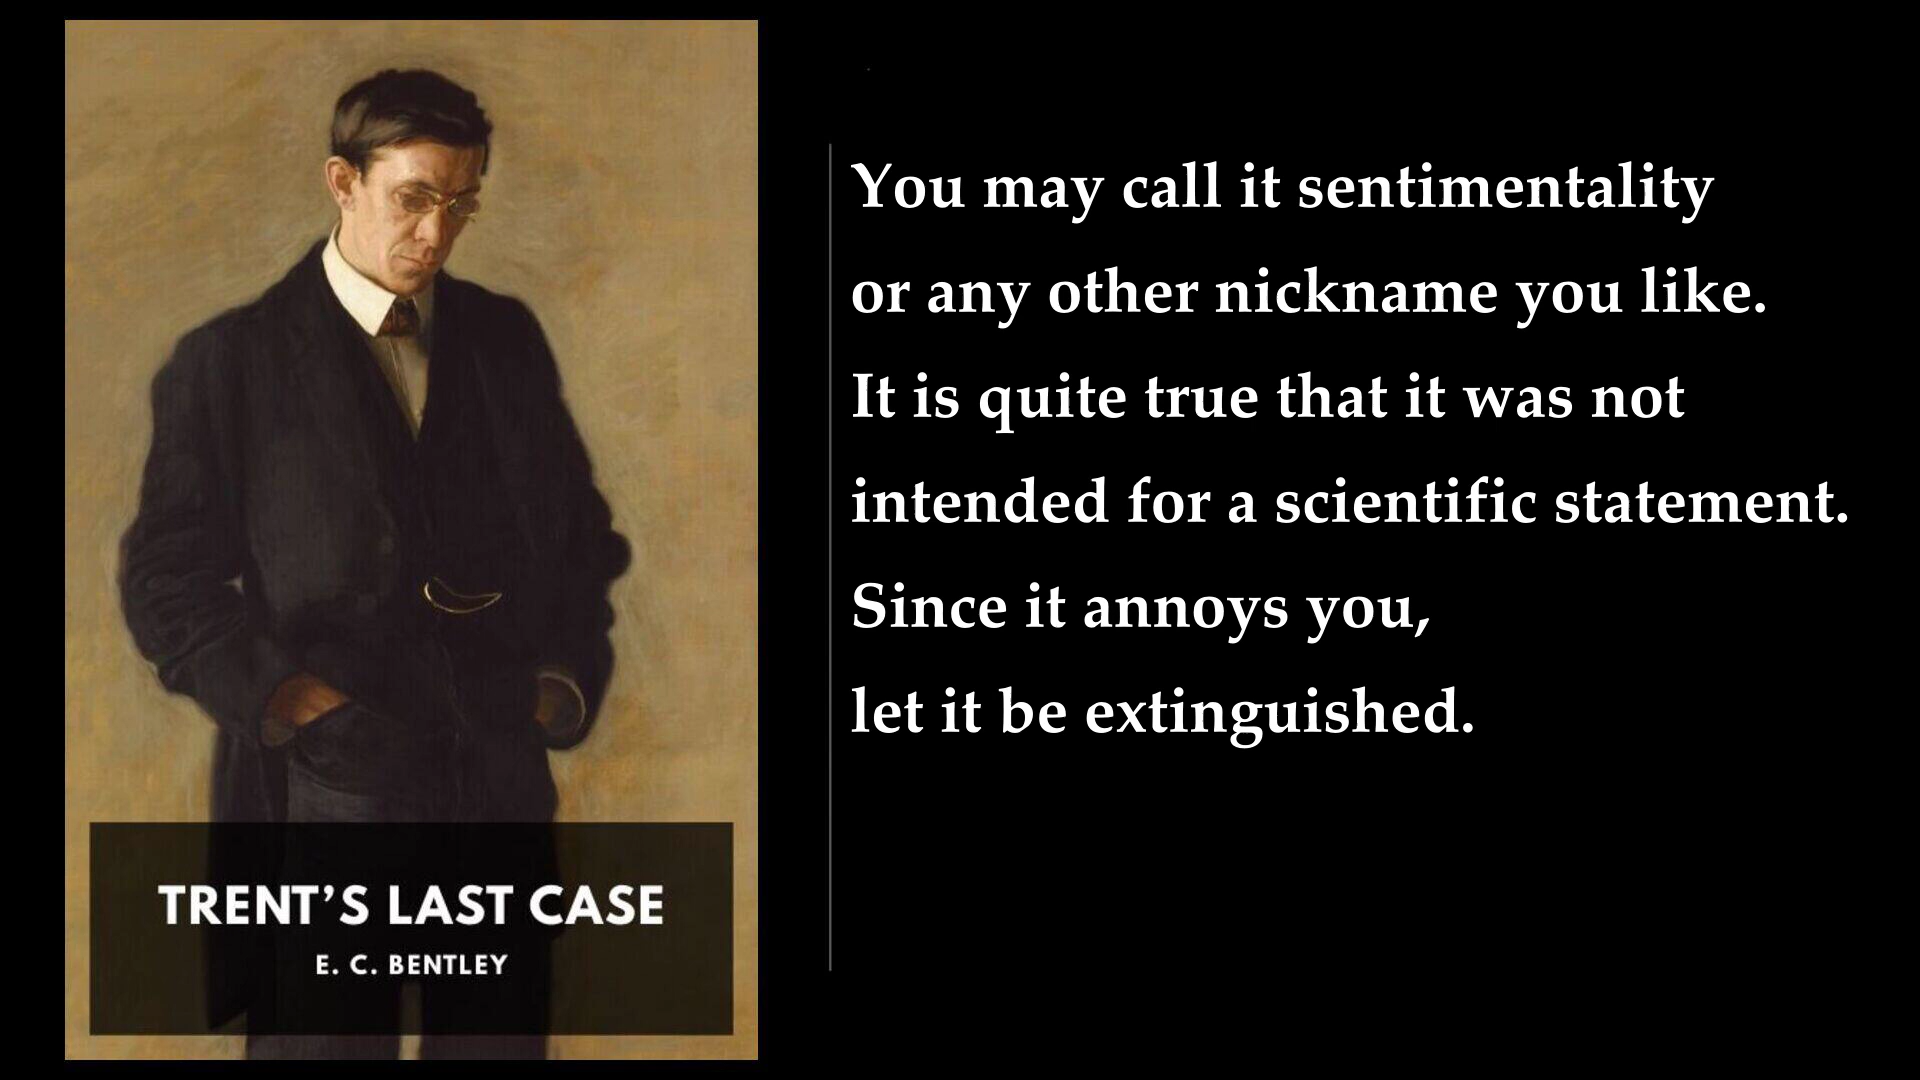 TRENT’S LAST CASE
E. C. BENTLEY
You may call it sentimentality
or any other nickname you like.
It is quite true that it was not
intended for a scientific statement.
Since it annoys you,
let it be extinguished.